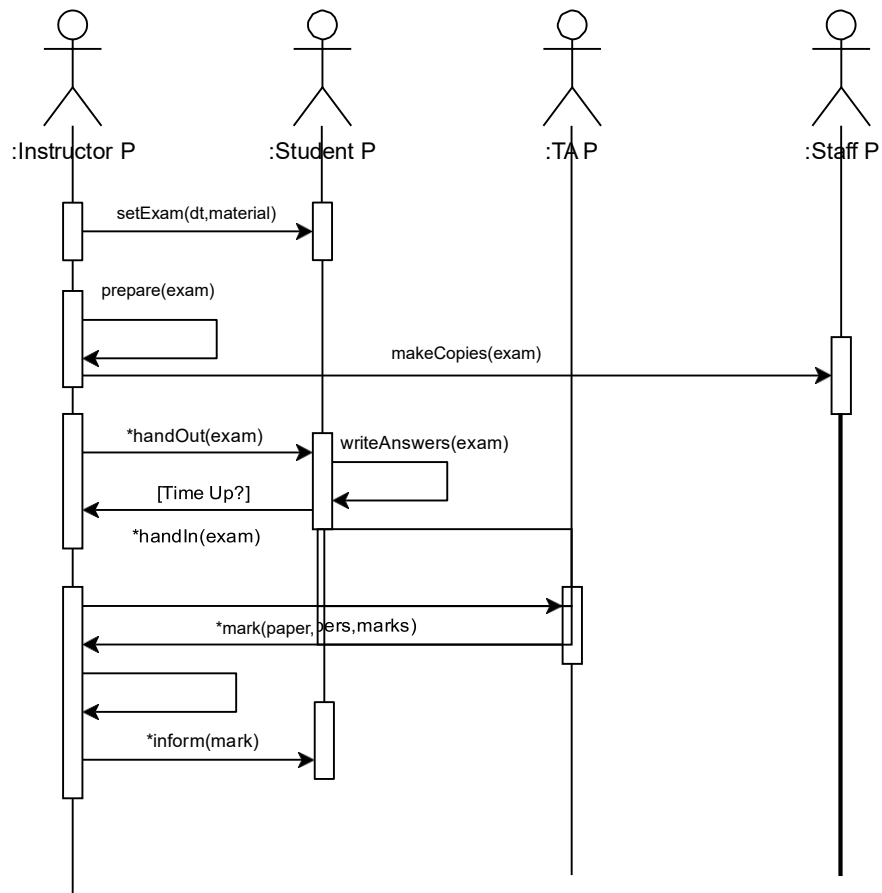 :Instructor P
:Student P
:TA P
:Staff P
setExam(dt,material)
prepare(exam)
makeCopies(exam)
*handOut(exam)
writeAnswers(exam)
[Time Up?]
*handIn(exam)
*mark(paper,pers,marks)
*inform(mark)